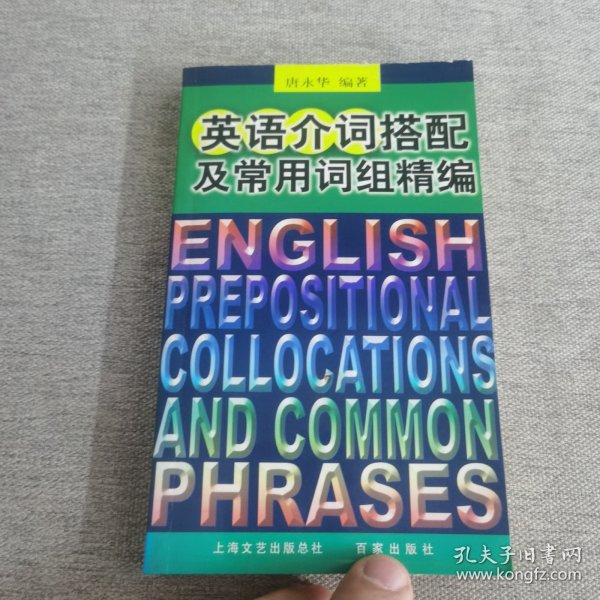 唐永华 编著
英语介词搭配
及常用词组精编
ENGLISH
PREPOSITIONAL
COLLOCATIONS
AND COMMON
PHRASES
上海文艺出版总社 百家出版社
孔夫子旧书网
www.kongfz.com